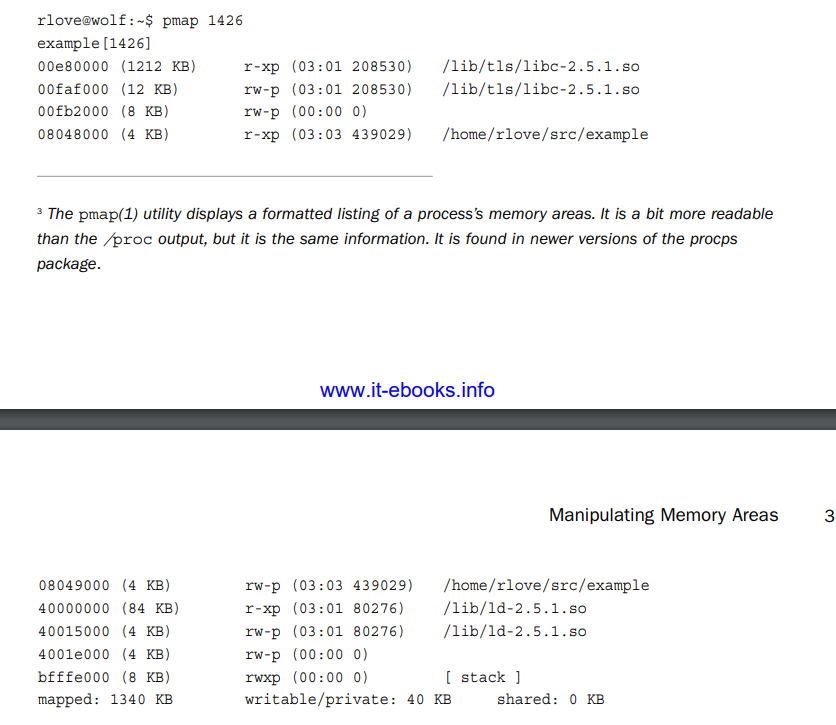 rlove@wolf:~$ pmap 1426
example[1426]
00e80000 (1212 KB) r-xp (03:01 208530) /lib/tls/libc-2.5.1.so
00faf000 (12 KB) rw-p (03:01 208530) /lib/tls/libc-2.5.1.so
00fb2000 (8 KB) rw-p (00:00 0)
08048000 (4 KB) r-xp (03:03 439029) /home/rlove/src/example
³ The pmap(1) utility displays a formatted listing of a process’s memory areas. It is a bit more readable
than the /proc output, but it is the same information. It is found in newer versions of the procps
package.
www.it-ebooks.info
Manipulating Memory Areas 3
08049000 (4 KB) rw-p (03:03 439029) /home/rlove/src/example
40000000 (84 KB) r-xp (03:01 80276) /lib/ld-2.5.1.so
40015000 (4 KB) rw-p (03:01 80276) /lib/ld-2.5.1.so
4001e000 (4 KB) rw-p (00:00 0)
bfffe000 (8 KB) rwxp (00:00 0) [ stack ]
mapped: 1340 KB writable/private: 40 KB shared: 0 KB